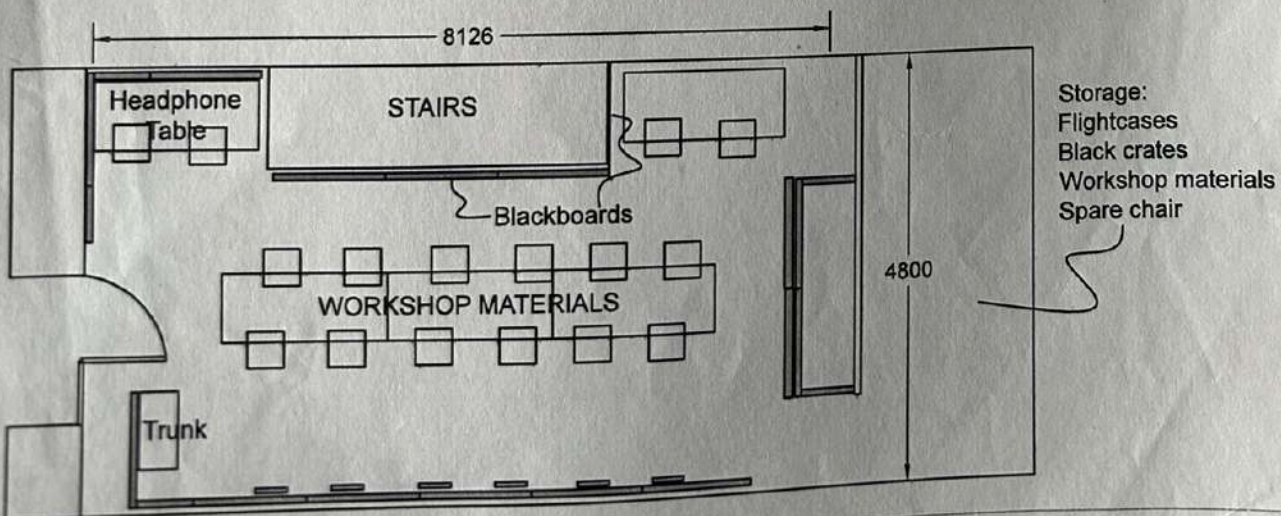 8126
Headphone
Table
STAIRS
Storage:
Flightcases
Black crates
Workshop materials
Spare chair
Blackboards
4800
WORKSHOP MATERIALS
Trunk